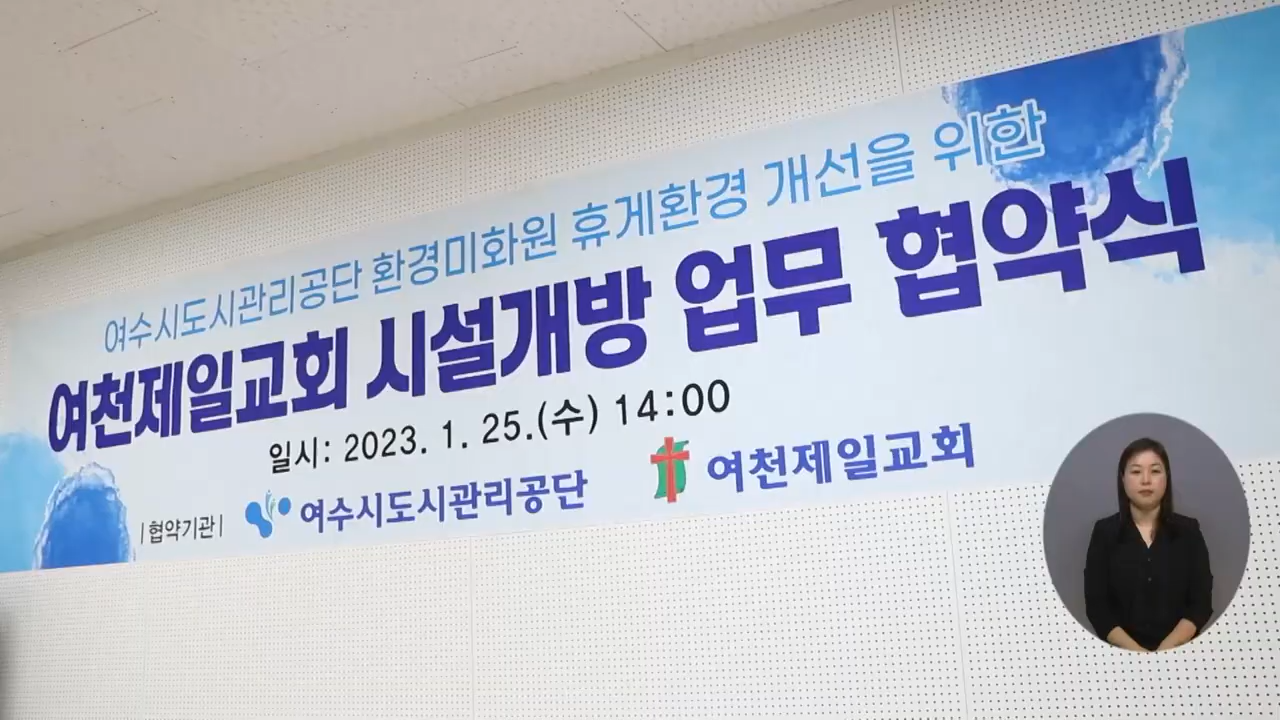 여수시도시관리공단 환경미화원 휴게환경 개선을 위한
여천제일교회 시설개방 업무 협약식
일시: 2023. 1. 25.(수) 14:00
|협약기관| 여수시도시관리공단 여천제일교회